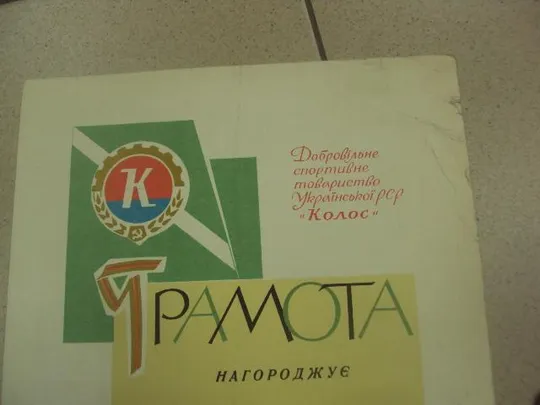 К
Добровільне
спортивне
товариство
Української РСР
"Колос"
ГРАМОТА
НАГОРОДЖУЄ